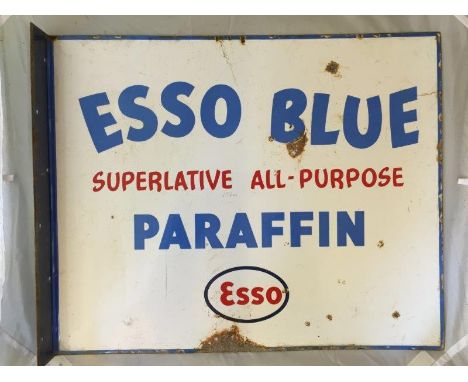 ESSO BLUE
SUPERLATIVE ALL-PURPOSE
PARAFFIN
Esso